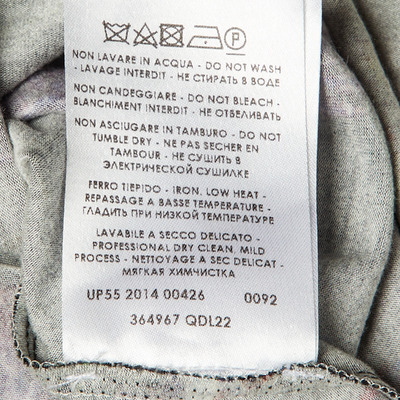 P
NON LAVARE IN ACQUA - DO NOT WASH
- LAVAGE INTERDIT - НЕ СТИРАТЬ В ВОДЕ
NON CANDEGGIARE - DO NOT BLEACH -
BLANCHIMENT INTERDIT - НЕ ОТБЕЛИВАТЬ
NON ASCIUGARE IN TAMBURO - DO NOT
TUMBLE DRY - NE PAS SECHER EN
TAMBOUR - НЕ СУШИТЬ В
ЭЛЕКТРИЧЕСКОЙ СУШИЛКЕ
FERRO TIEPIDO - IRON, LOW HEAT -
REPASSAGE A BASSE TEMPERATURE -
ГЛАДИТЬ ПРИ НИЗКОЙ ТЕМПЕРАТУРЕ
LAVABILE A SECCO DELICATO -
PROFESSIONAL DRY CLEAN, MILD
PROCESS - NETTOYAGE A SEC DELICAT -
МЯГКАЯ ХИМЧИСТКА
UP55 2014 00426 0092
364967 QDL22